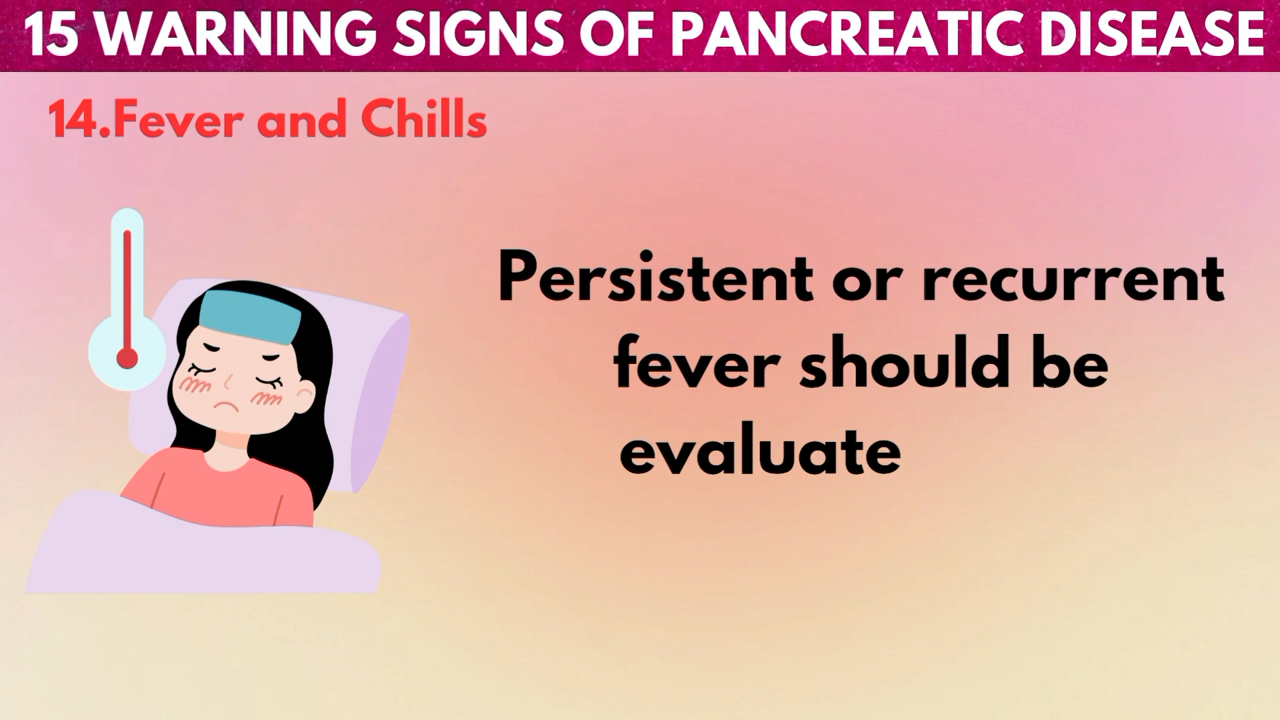 15 WARNING SIGNS OF PANCREATIC DISEASE
14.Fever and Chills
Persistent or recurrent
fever should be
evaluate